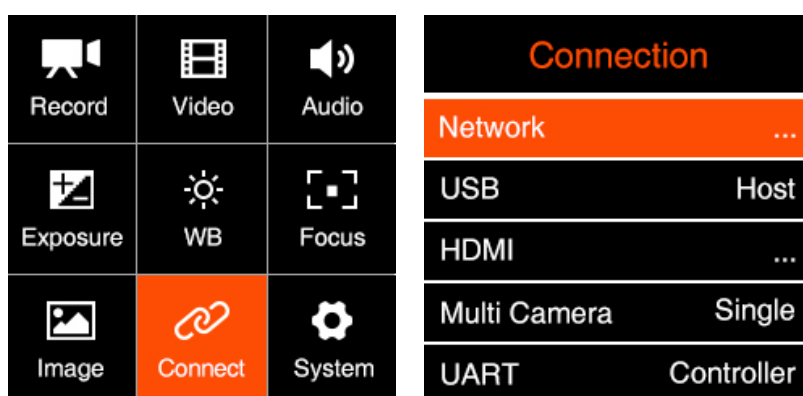 Record Video Audio
Exposure WB Focus
Image Connect System
Connection
Network ...
USB Host
HDMI ...
Multi Camera Single
UART Controller